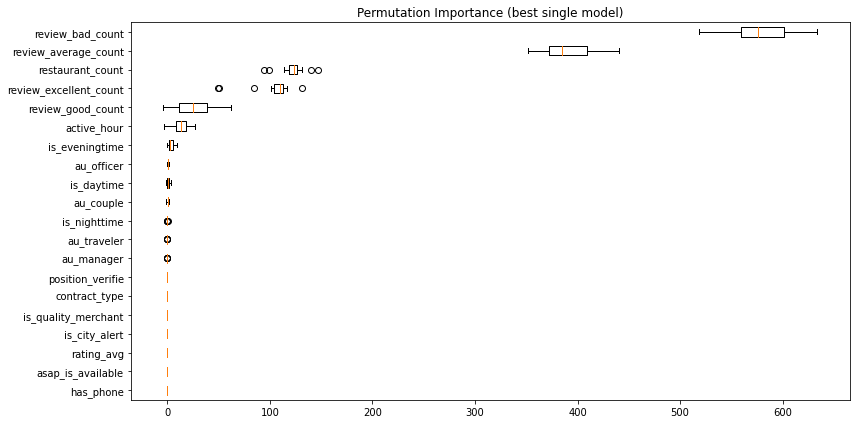 Permutation Importance (best single model)
review_bad_count
review_average_count
restaurant_count
review_excellent_count
review_good_count
active_hour
is_eveningtime
au_officer
is_daytime
au_couple
is_nighttime
au_traveler
au_manager
position_verifie
contract_type
is_quality_merchant
is_city_alert
rating_avg
asap_is_available
has_phone
0 100 200 300 400 500 600